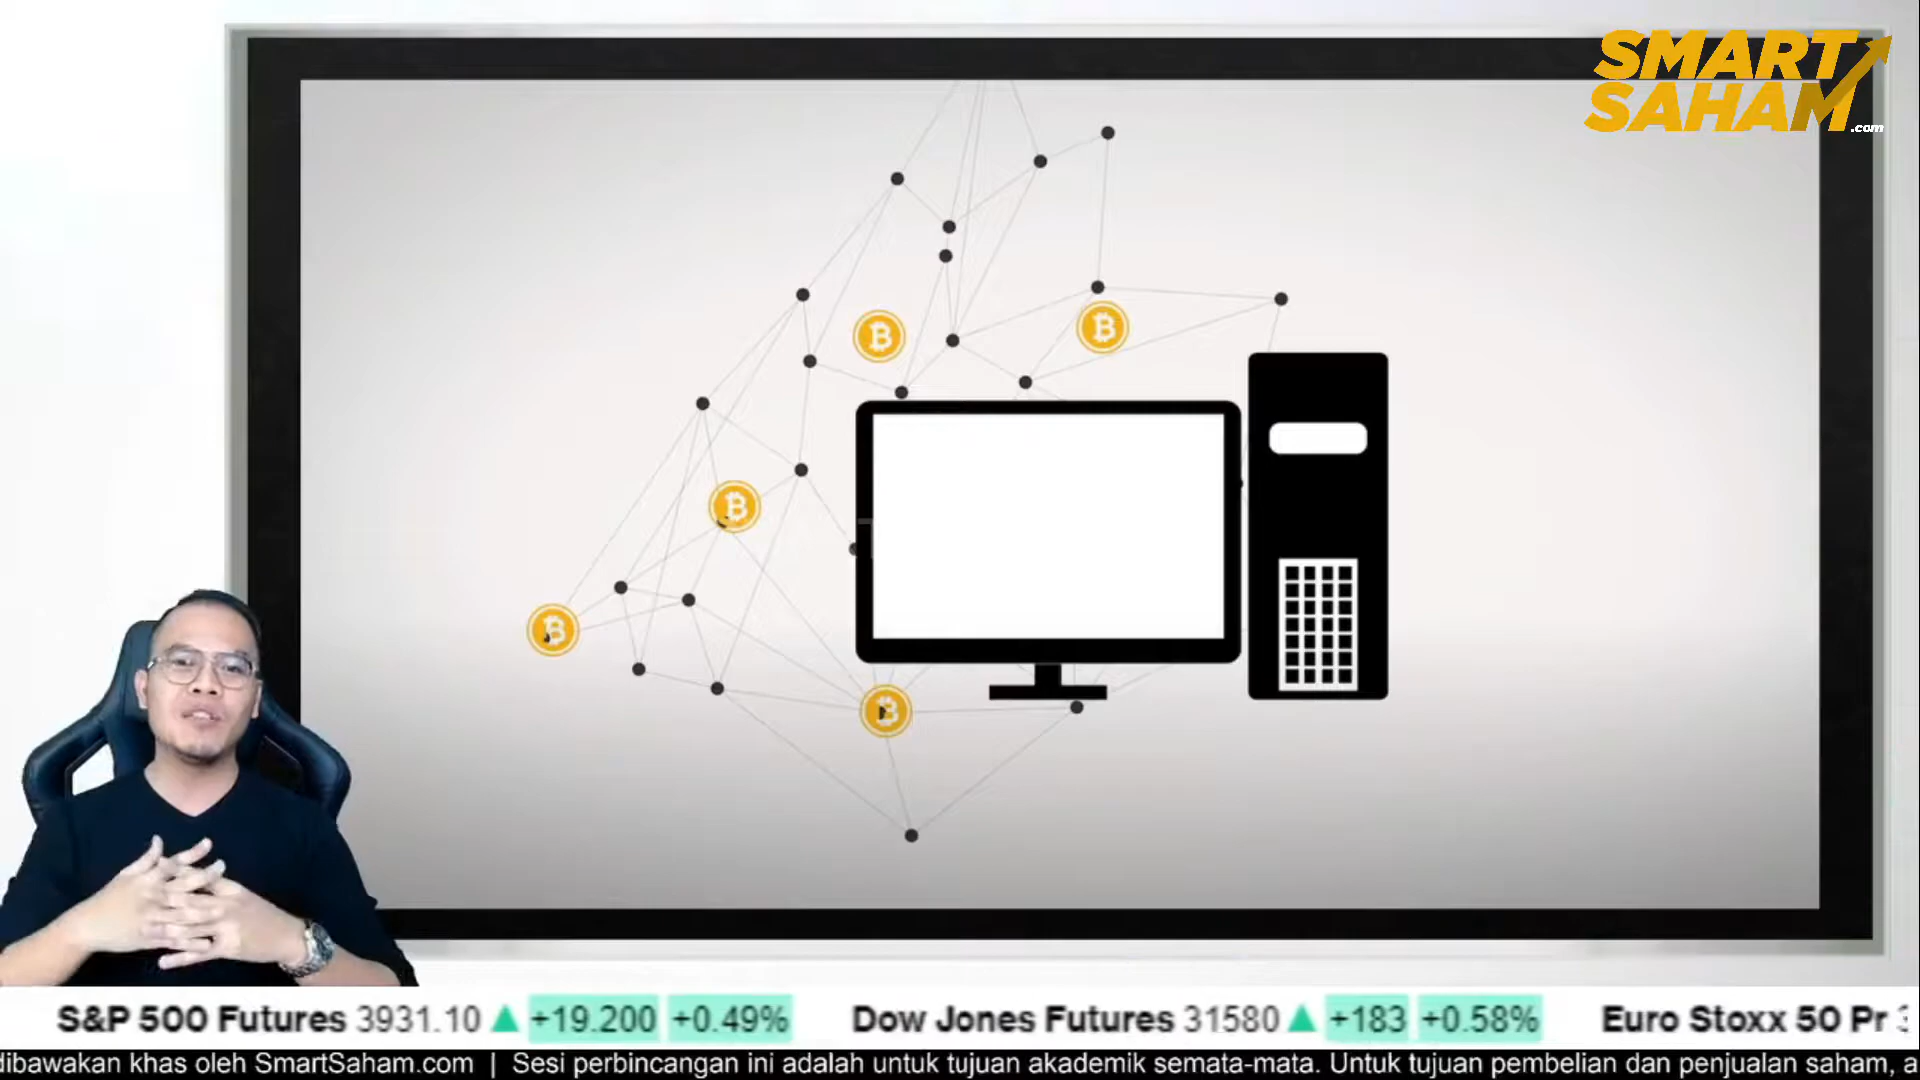 SMART
SAHAM
.com
S&P 500 Futures 3931.10 ▲ +19.200 +0.49% Dow Jones Futures 31580 ▲ +183 +0.58% Euro Stoxx 50 Pr
dibawakan khas oleh SmartSaham.com | Sesi perbincangan ini adalah untuk tujuan akademik semata-mata. Untuk tujuan pembelian dan penjualan saham, a